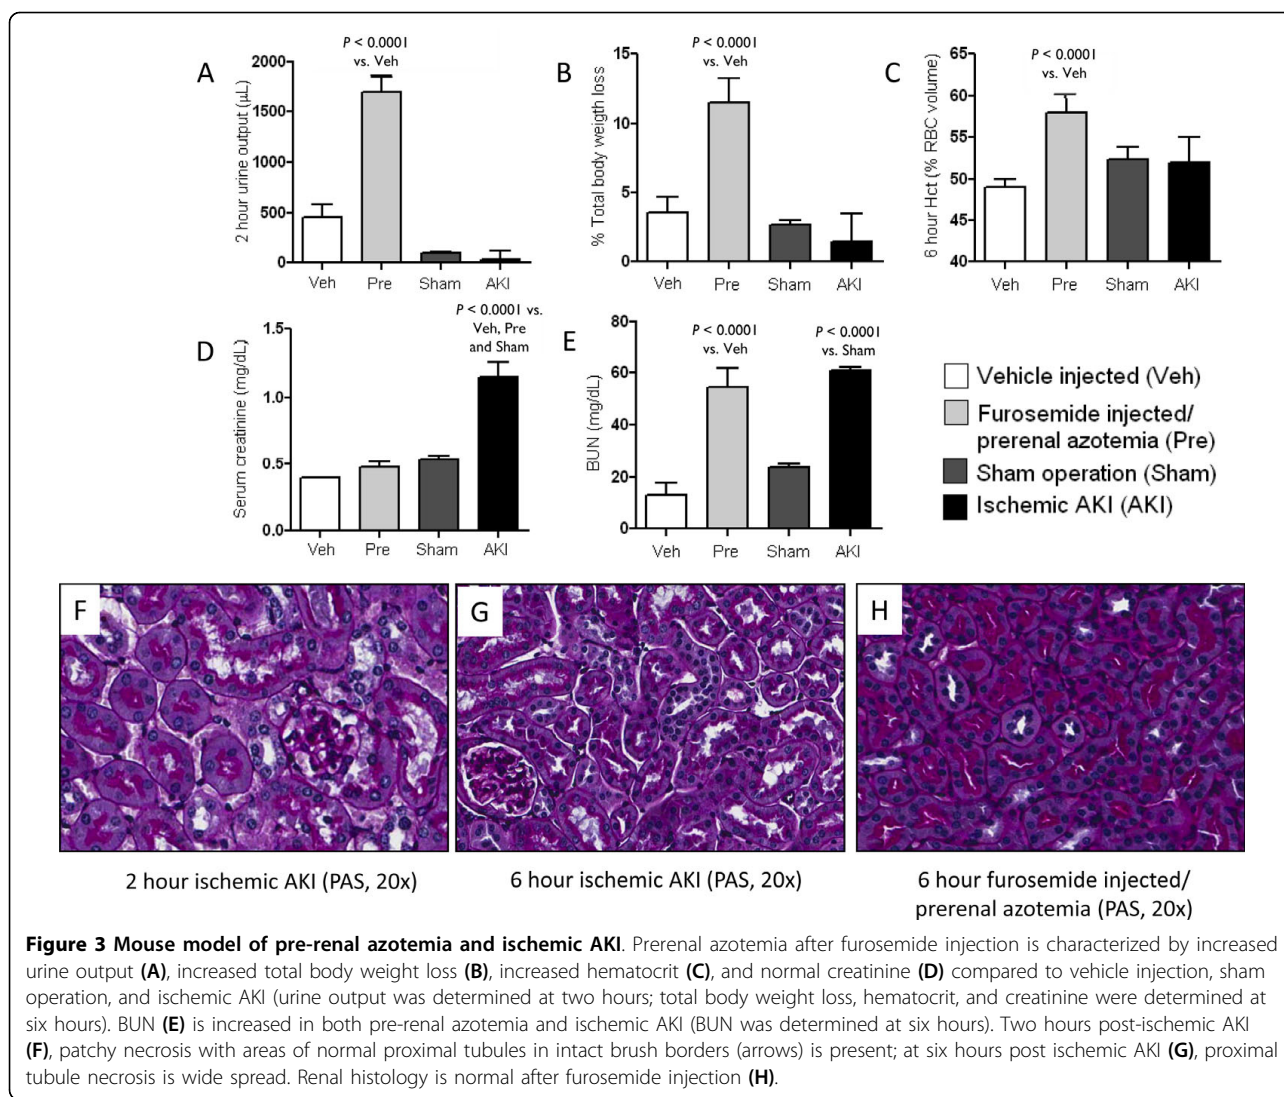 A
2 hour urine output (µL)
P < 0.0001
vs. Veh
2000
1500
1000
500
0
Veh Pre Sham AKI
B
% Total body weigth loss
P < 0.0001
vs. Veh
15
10
5
0
Veh Pre Sham AKI
C
6 hour Hct (% RBC volume)
P < 0.0001
vs. Veh
65
60
55
50
45
40
Veh Pre Sham AKI
D
Serum creatinine (mg/dL)
P < 0.0001 vs.
Veh, Pre
and Sham
1.5
1.0
0.5
0.0
Veh Pre Sham AKI
E
BUN (mg/dL)
P < 0.0001
vs. Veh
P < 0.0001
vs. Sham
80
60
40
20
0
Veh Pre Sham AKI
Vehicle injected (Veh)
Furosemide injected/
prerenal azotemia (Pre)
Sham operation (Sham)
Ischemic AKI (AKI)
F
G
H
2 hour ischemic AKI (PAS, 20x)
6 hour ischemic AKI (PAS, 20x)
6 hour furosemide injected/
prerenal azotemia (PAS, 20x)
Figure 3 Mouse model of pre-renal azotemia and ischemic AKI. Prerenal azotemia after furosemide injection is characterized by increased
urine output (A), increased total body weight loss (B), increased hematocrit (C), and normal creatinine (D) compared to vehicle injection, sham
operation, and ischemic AKI (urine output was determined at two hours; total body weight loss, hematocrit, and creatinine were determined at
six hours). BUN (E) is increased in both pre-renal azotemia and ischemic AKI (BUN was determined at six hours). Two hours post-ischemic AKI
(F), patchy necrosis with areas of normal proximal tubules in intact brush borders (arrows) is present; at six hours post ischemic AKI (G), proximal
tubule necrosis is wide spread. Renal histology is normal after furosemide injection (H).